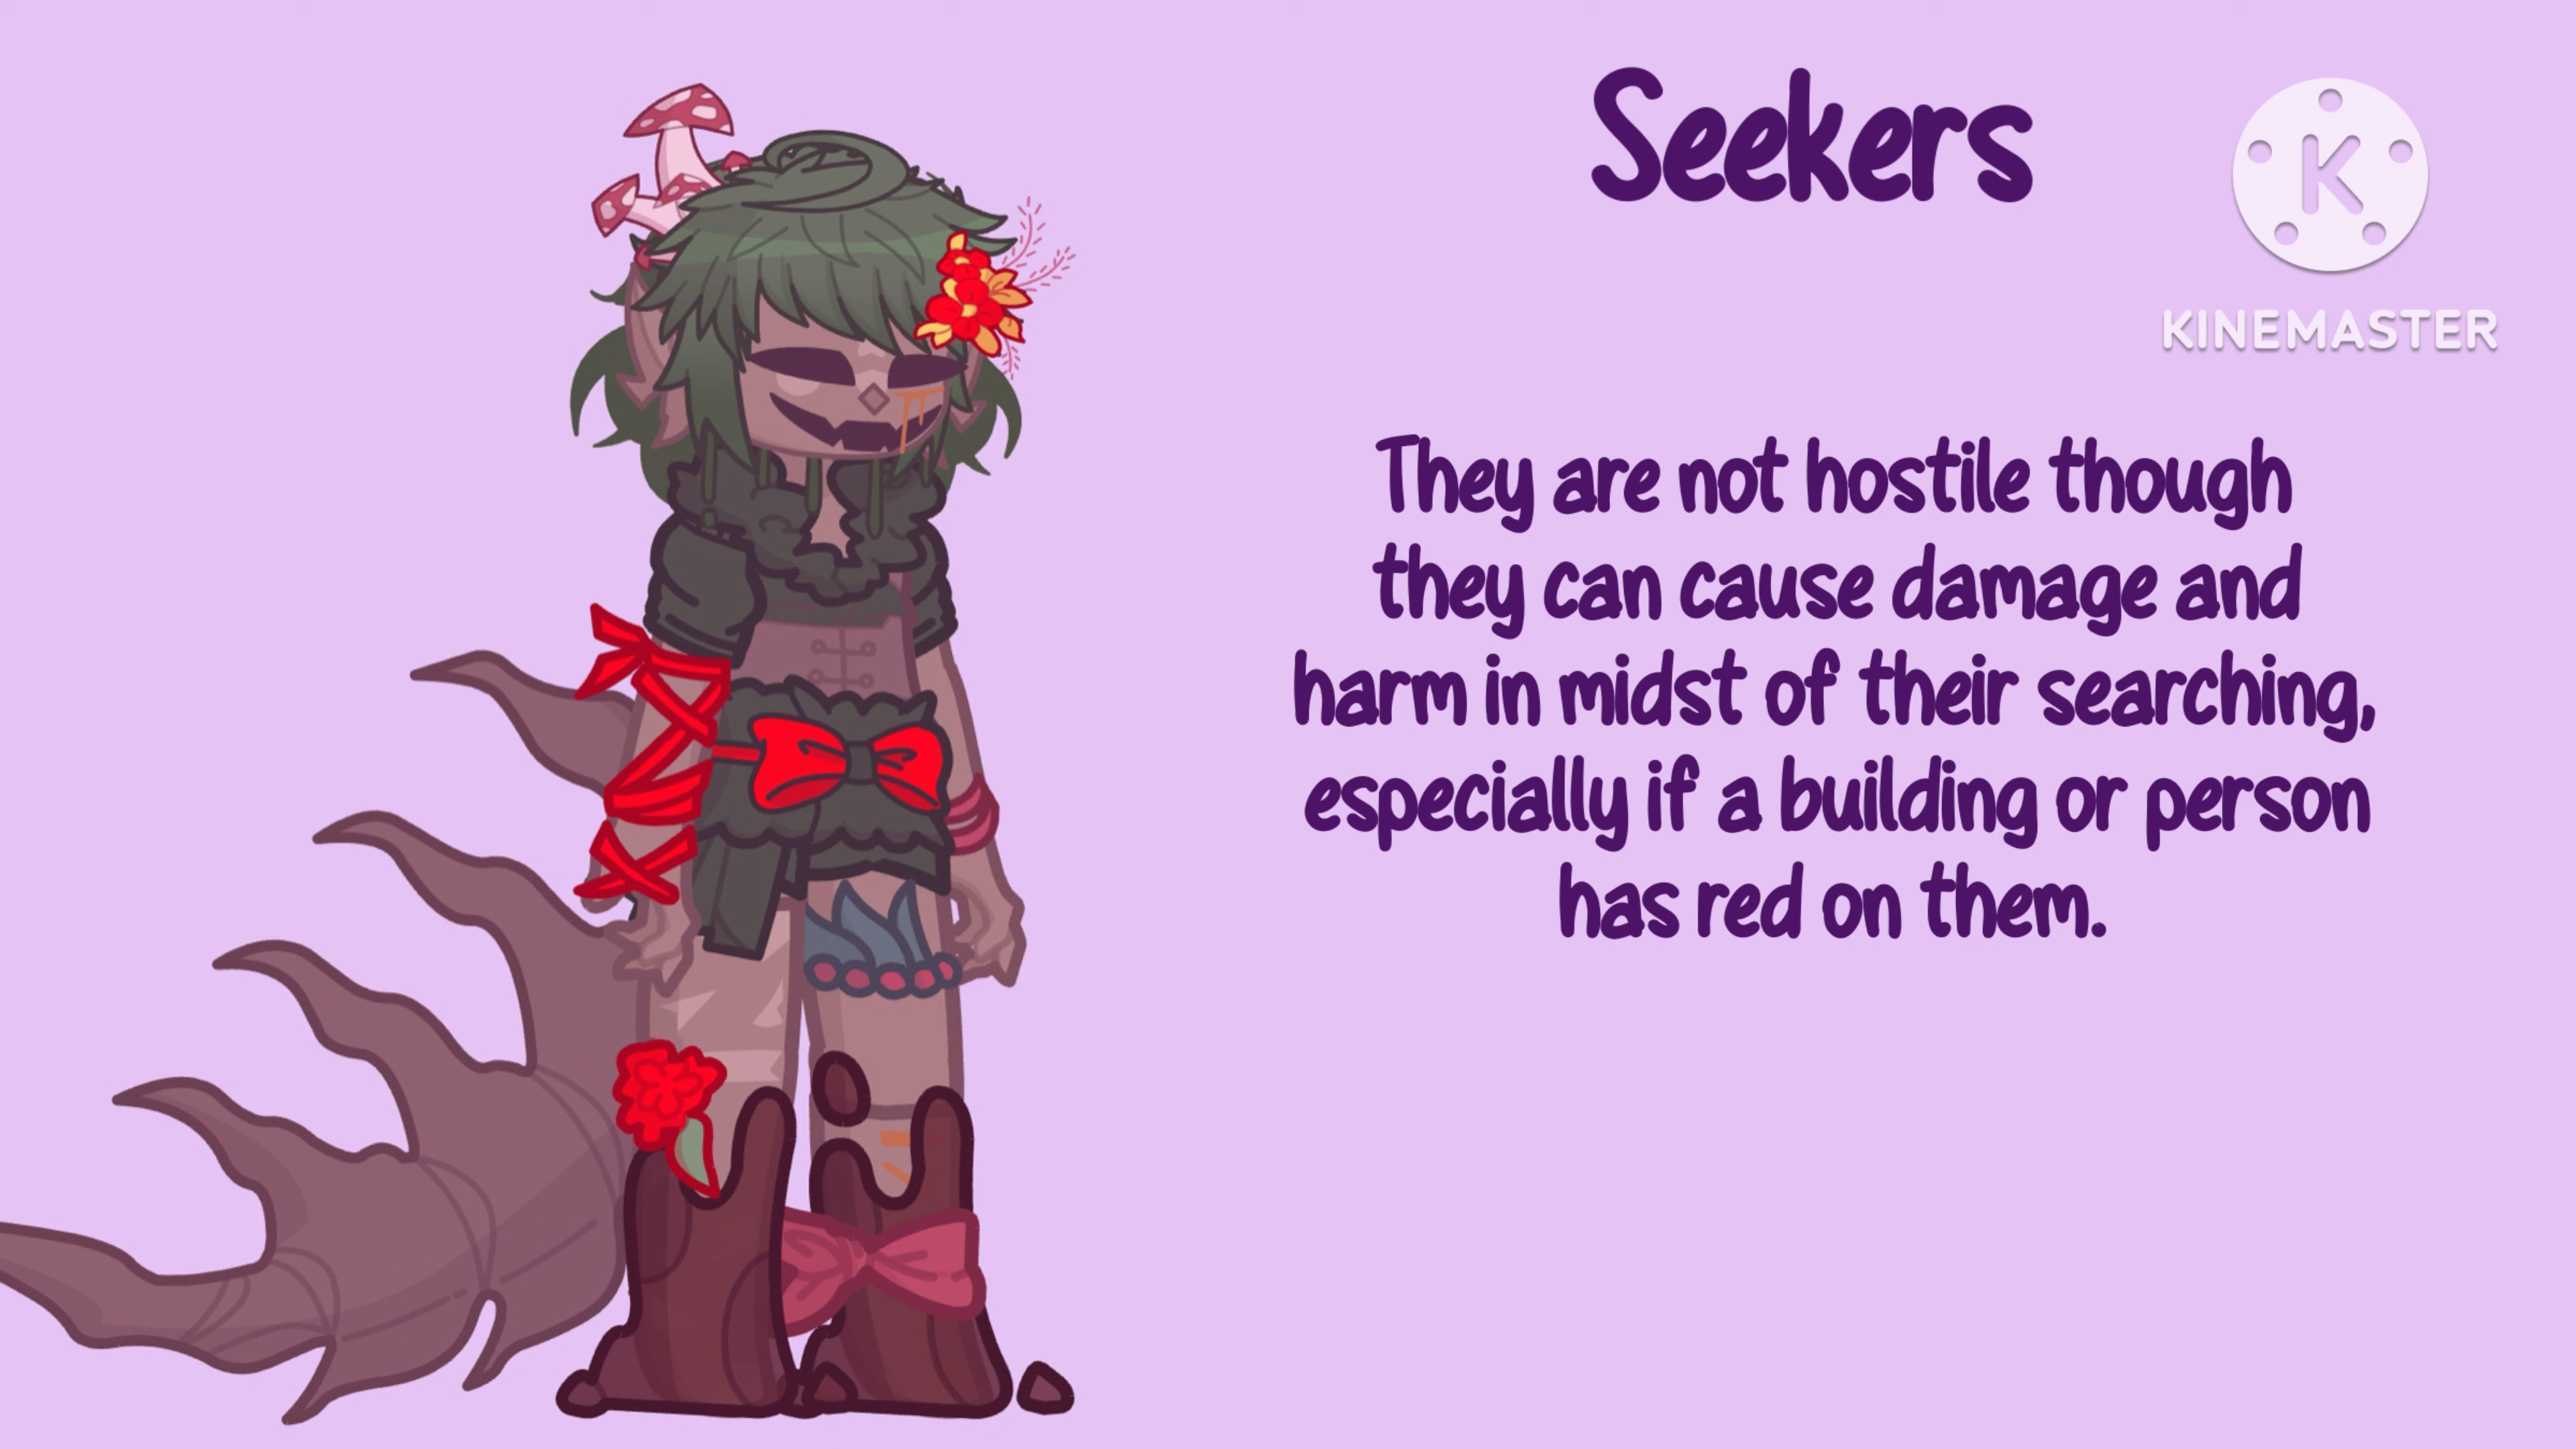 Seekers
K
KINEMASTER
They are not hostile though
they can cause damage and
harm in midst of their searching,
especially if a building or person
has red on them.